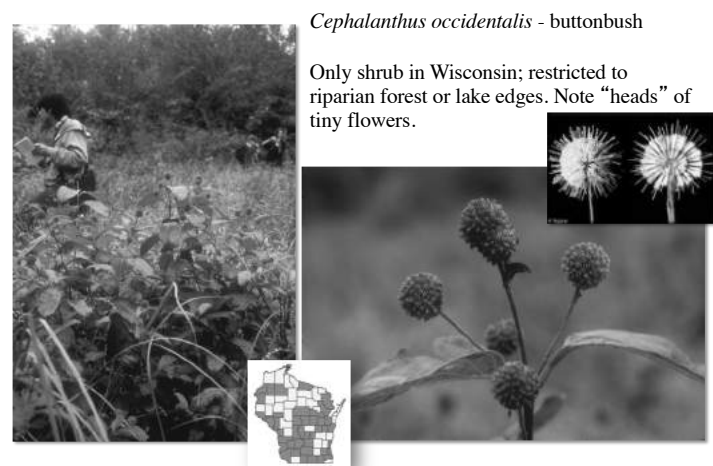 Cephalanthus occidentalis - buttonbush
Only shrub in Wisconsin; restricted to
riparian forest or lake edges. Note “heads” of
tiny flowers.